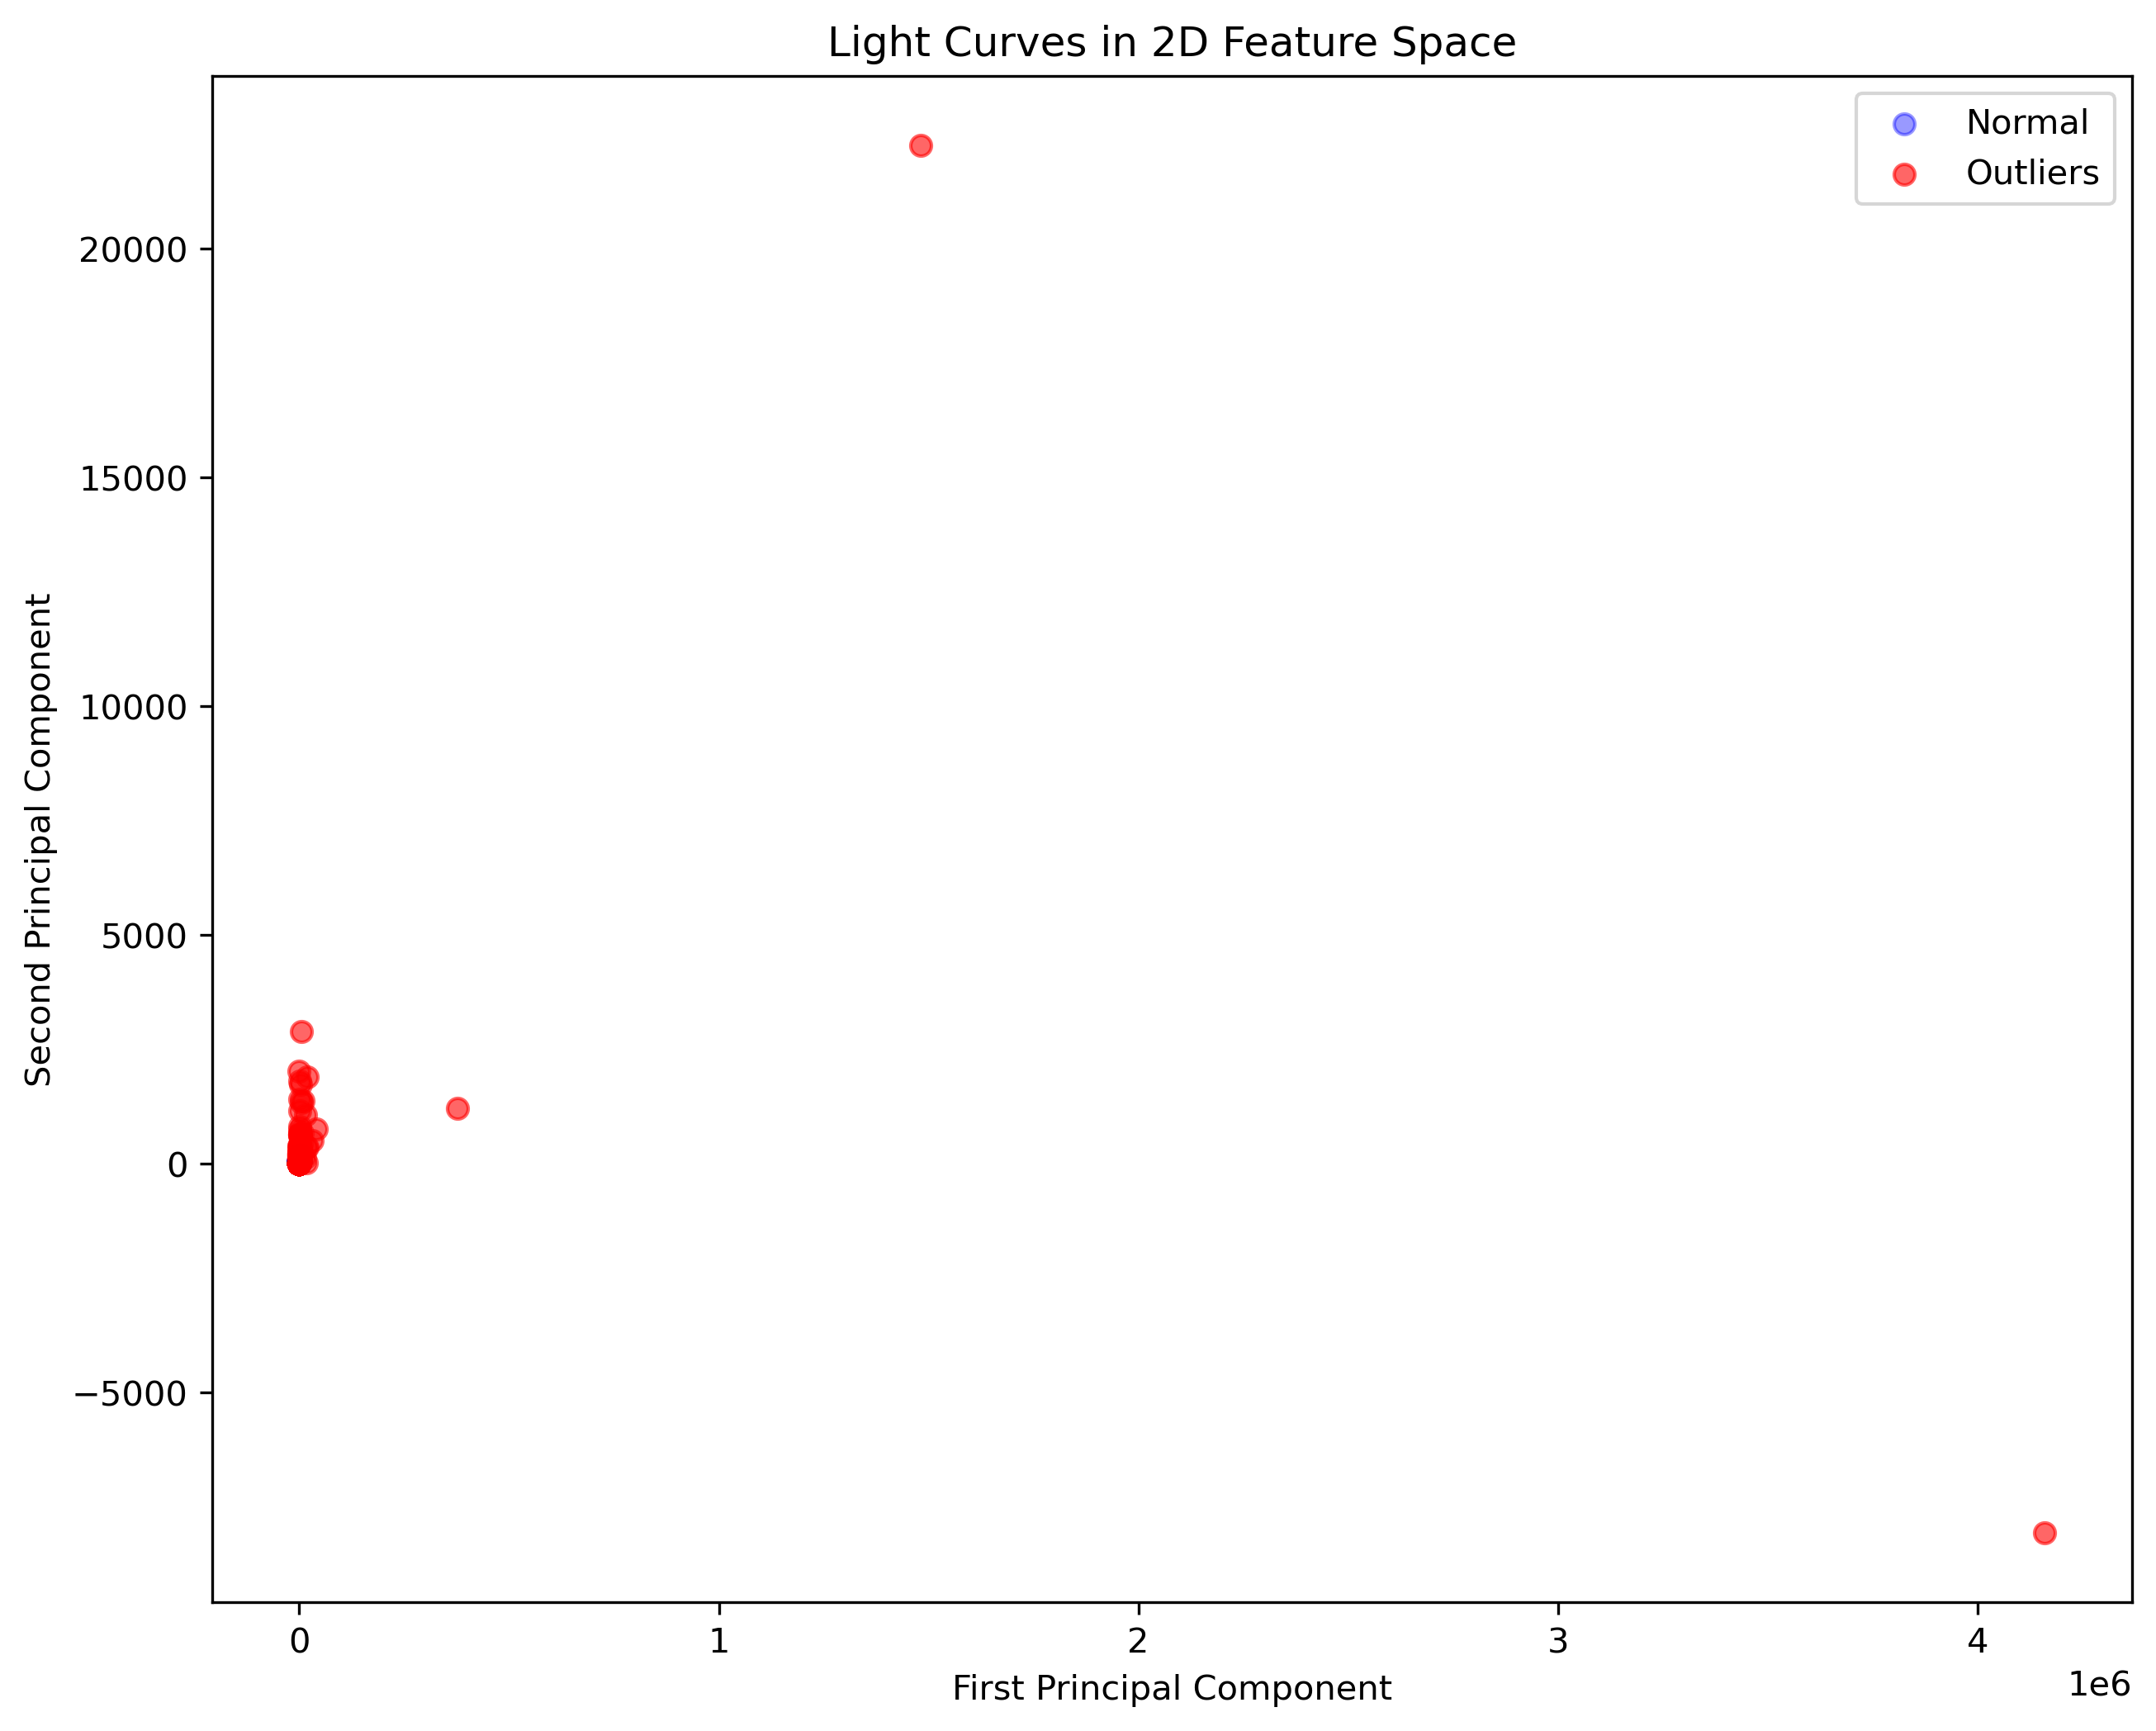 Light Curves in 2D Feature Space
Normal
Outliers
20000
15000
10000
5000
0
−5000
Second Principal Component
0 1 2 3 4
1e6
First Principal Component